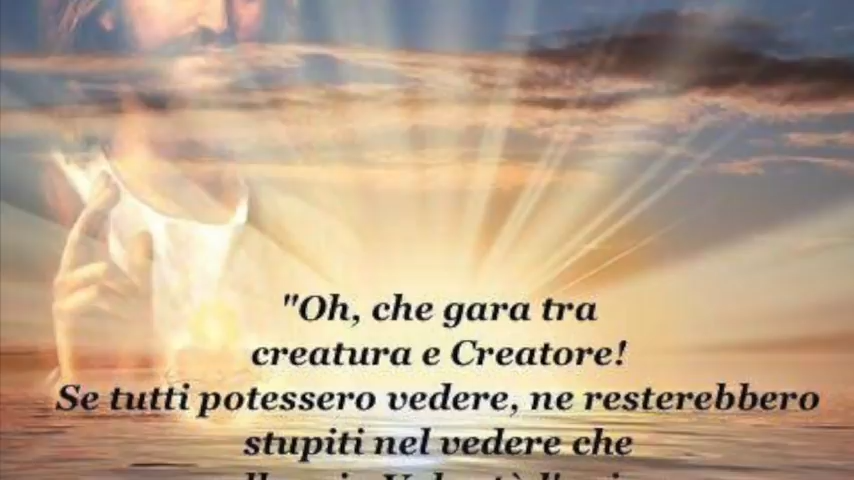 "Oh, che gara tra
creatura e Creatore!
Se tutti potessero vedere, ne resterebbero
stupiti nel vedere che